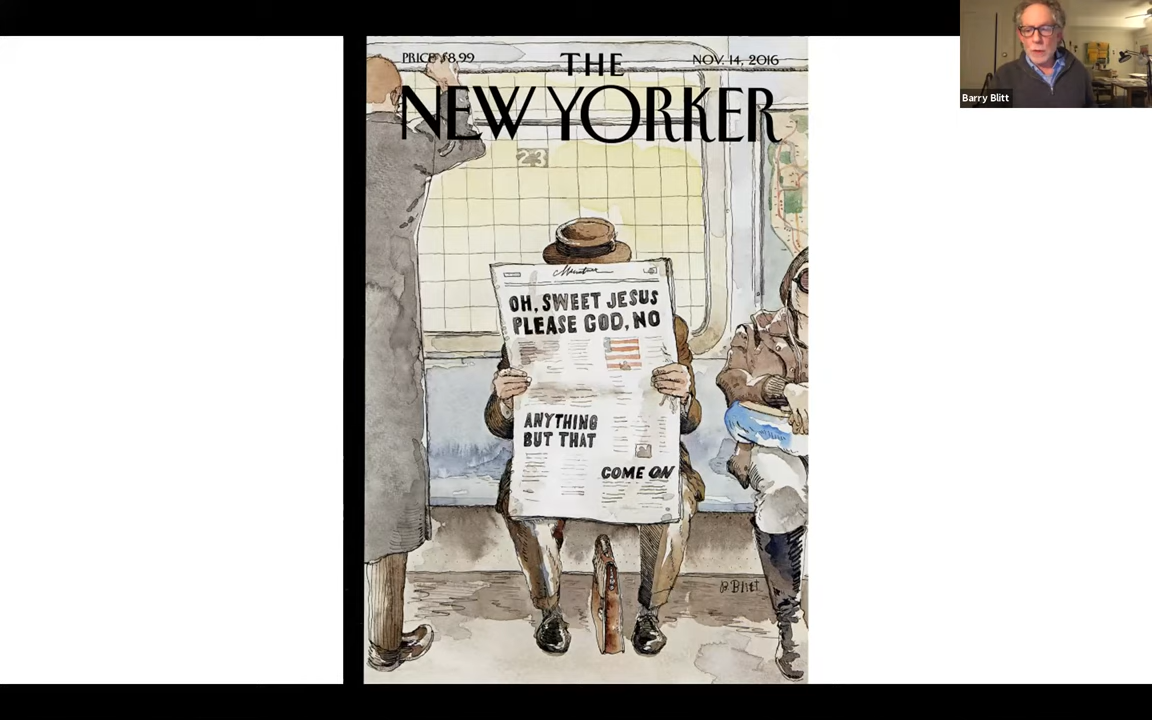 PRICE $8.99
THE
NOV. 14, 2016
NEW YORKER
23
OH, SWEET JESUS
PLEASE GOD, NO
ANYTHING
BUT THAT
COME ON
B Blitt
Barry Blitt